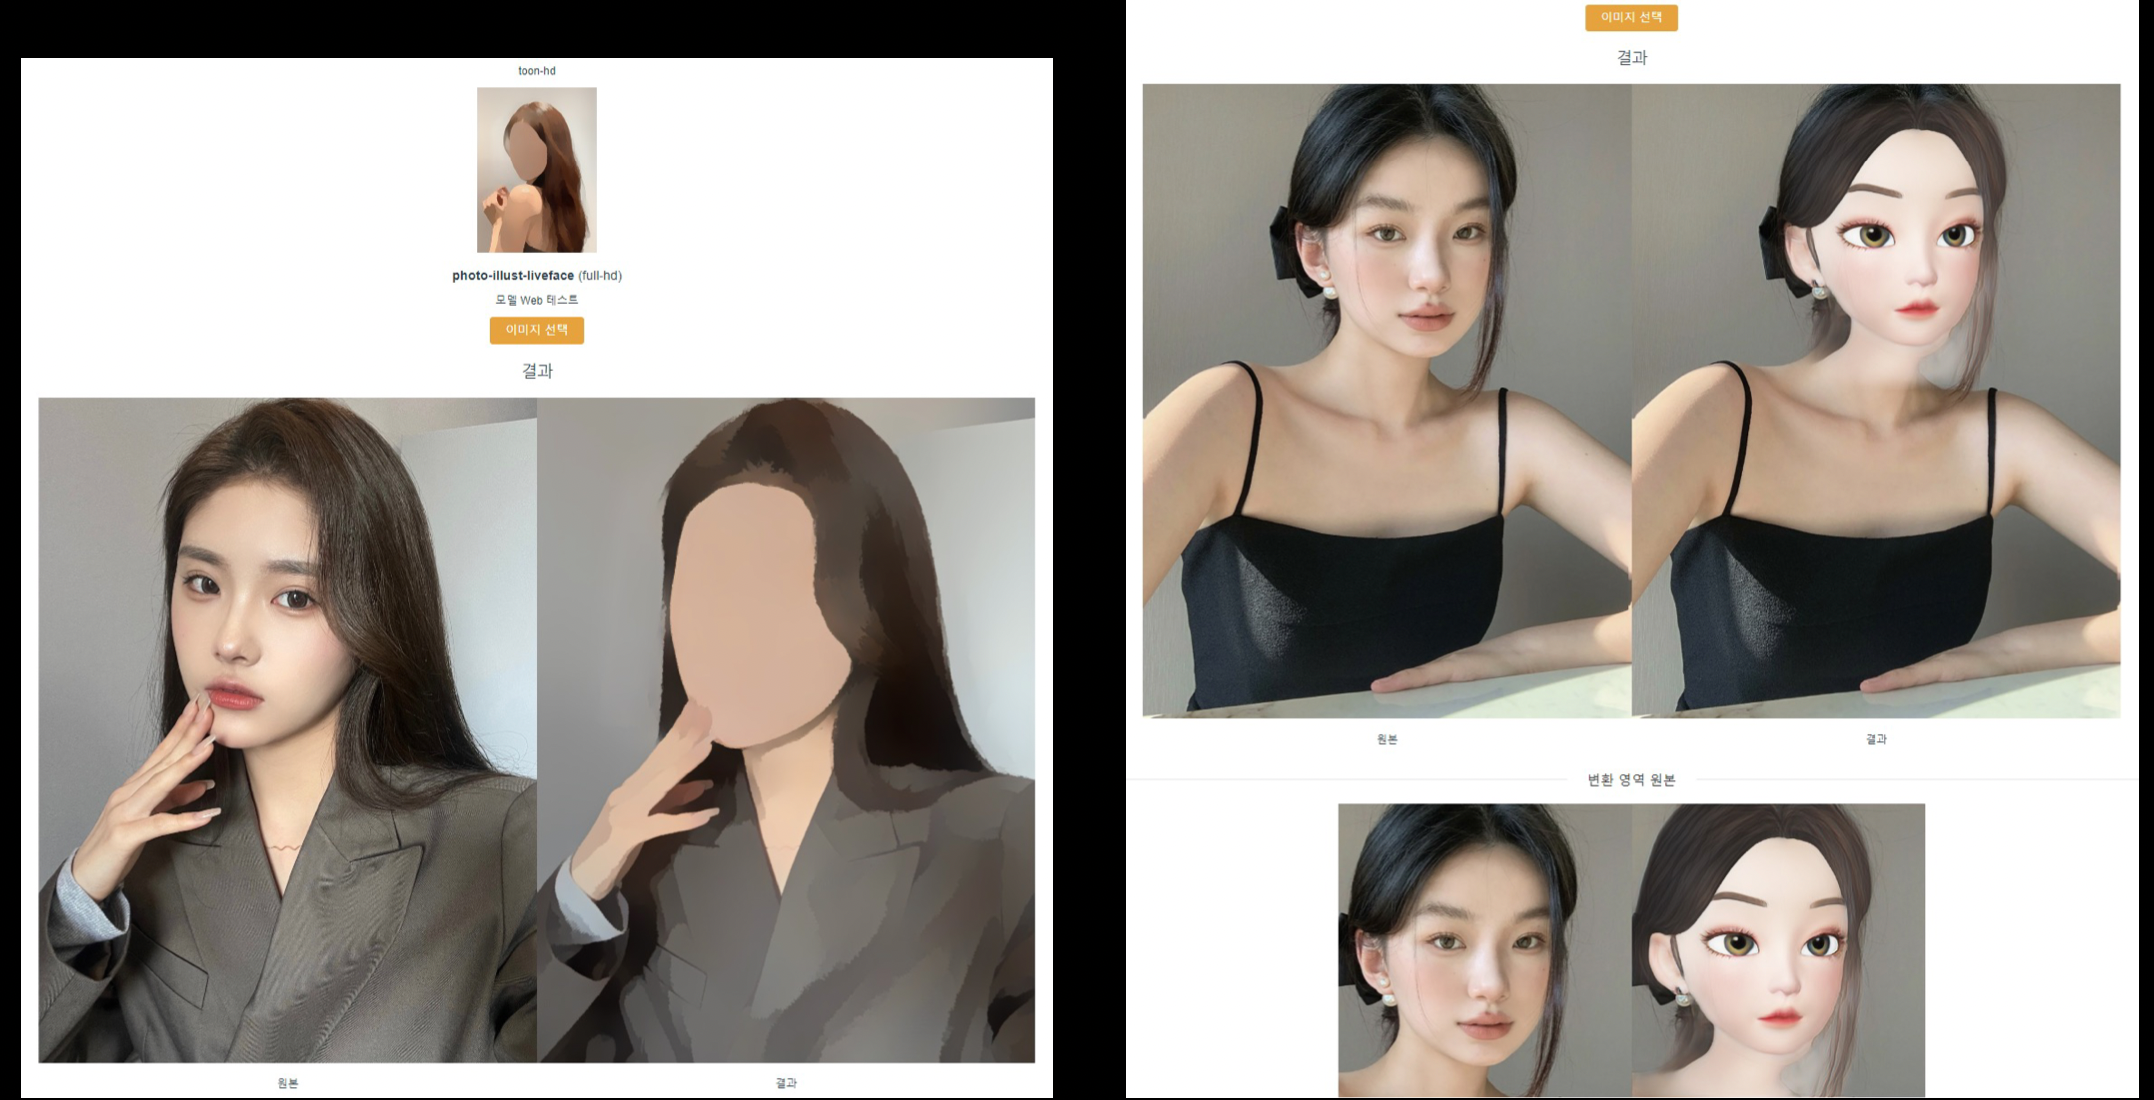 toon-hd
photo-illust-liveface (full-hd)
모델 Web 테스트
이미지 선택
결과
원본
결과
이미지 선택
결과
원본
결과
변환 영역 원본